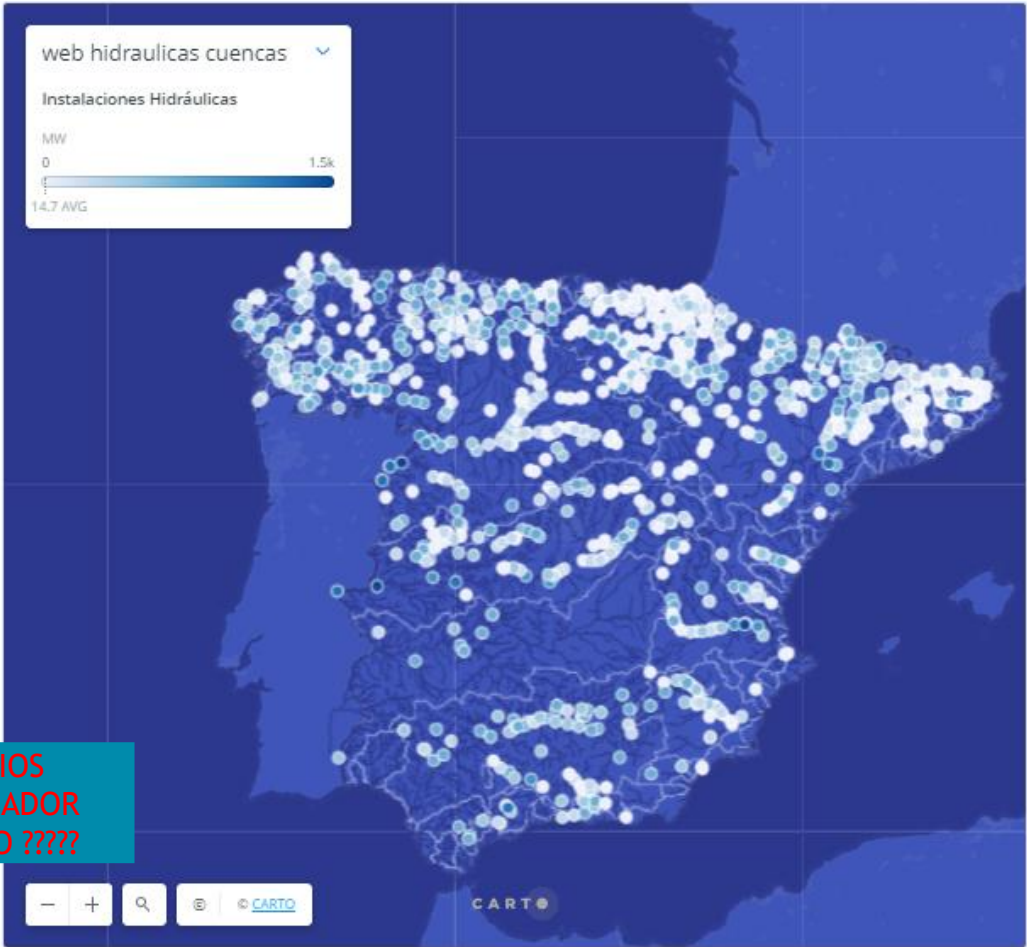 web hidraulicas cuencas
Instalaciones Hidráulicas
MW
0 1.5k
14.7 AVG
IOS
ADOR
O ?????
© CARTO
CARTO